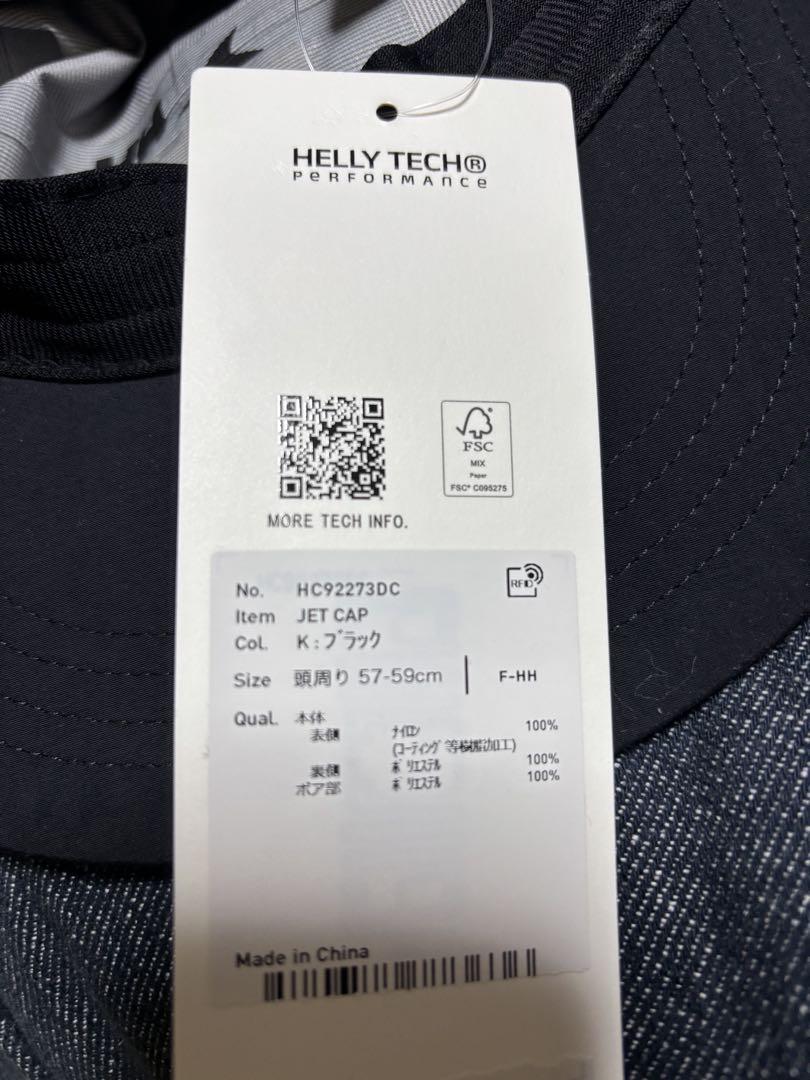 HELLY TECH®
PERFORMANCE
FSC
MIX
Paper
FSC® C095275
MORE TECH INFO.
RFID
No. HC92273DC
Item JET CAP
Col. K:ブラック
Size 頭周り 57-59cm F-HH
Qual. 本体
表側 ナイロン 100%
(コーティング等樹脂加工)
裏側 ポリエステル 100%
ボア部 ポリエステル 100%
Made in China